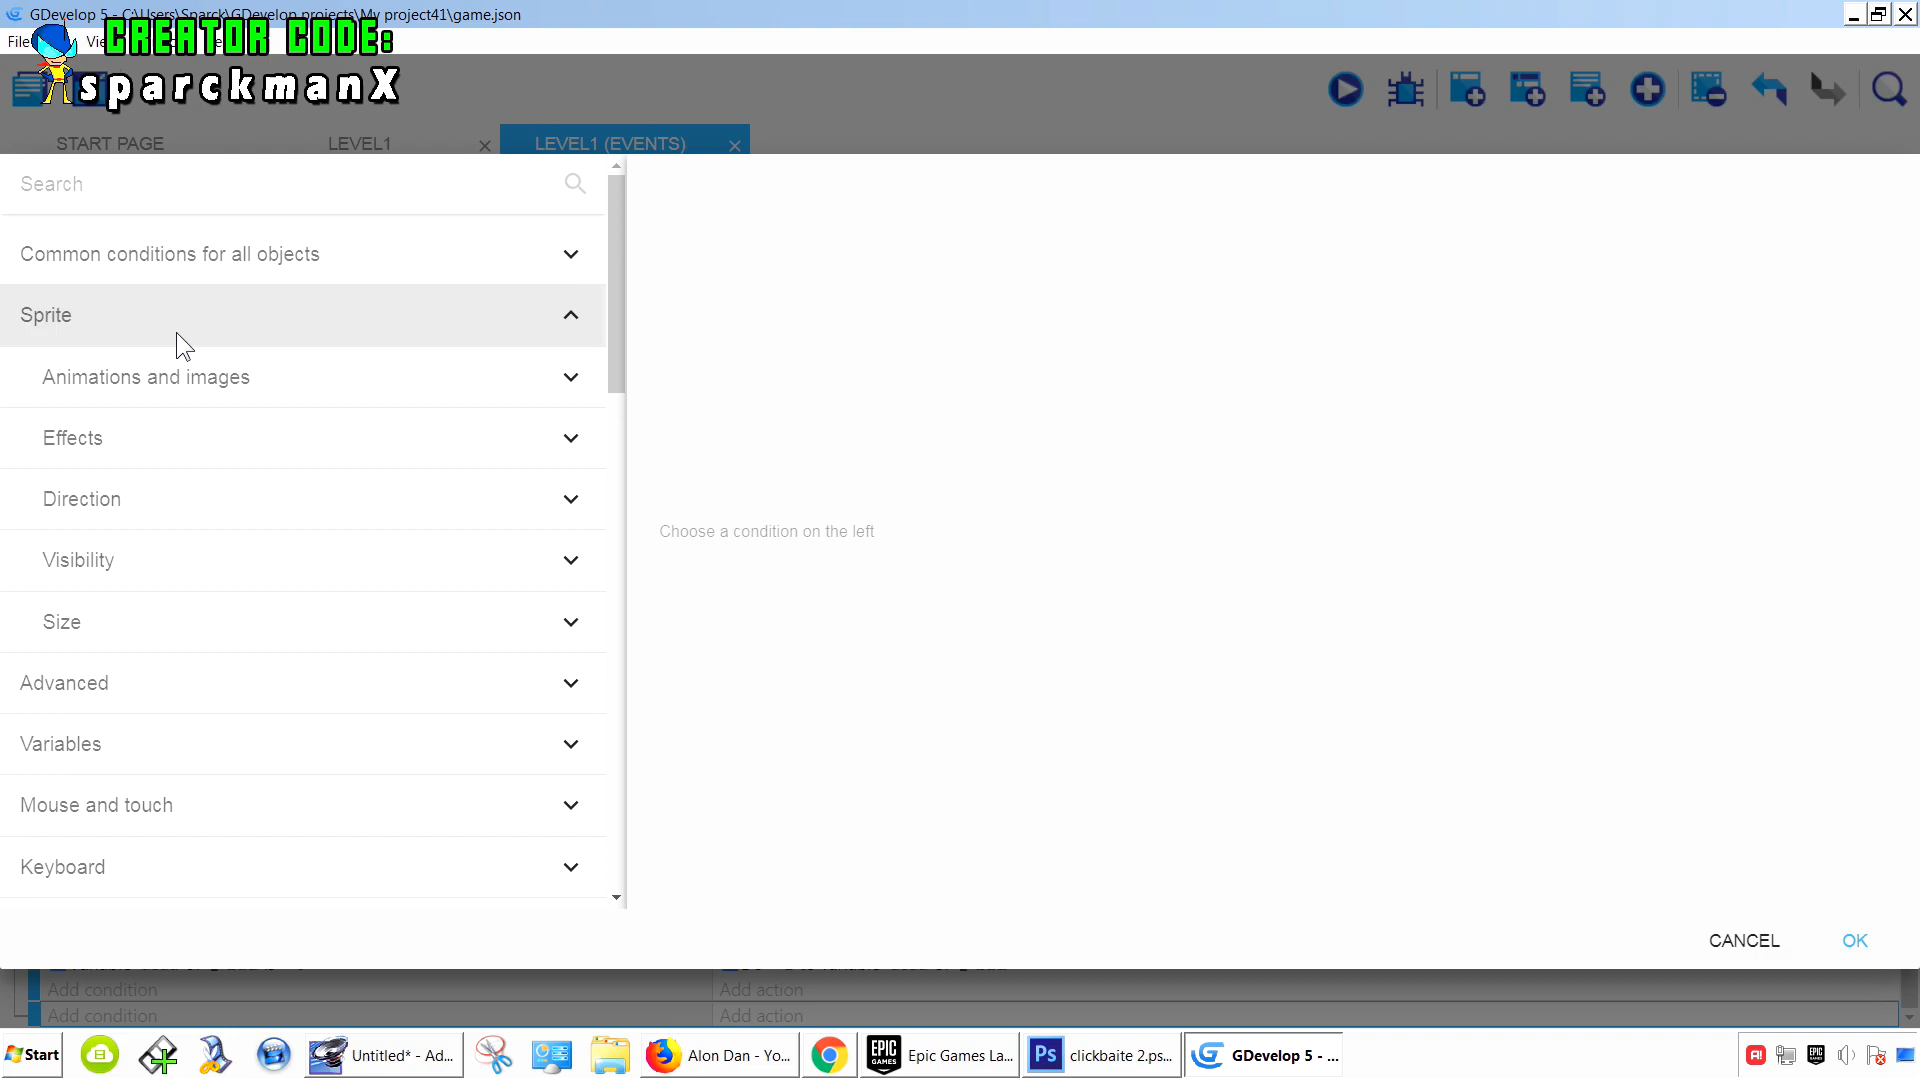 GDevelop 5 - C:\Users\Sparck\GDevelop projects\My project41\game.json
File
CREATOR CODE:
sparckmanX
START PAGE
LEVEL1
LEVEL1 (EVENTS)
Search
Common conditions for all objects
Sprite
Animations and images
Effects
Direction
Visibility
Size
Advanced
Variables
Mouse and touch
Keyboard
Choose a condition on the left
CANCEL
OK
Add condition
Add action
Add condition
Add action
Start
Untitled* - Ad...
Alon Dan - Yo...
EPIC GAMES
Epic Games La...
Ps
clickbaite 2.ps...
GDevelop 5 - ...